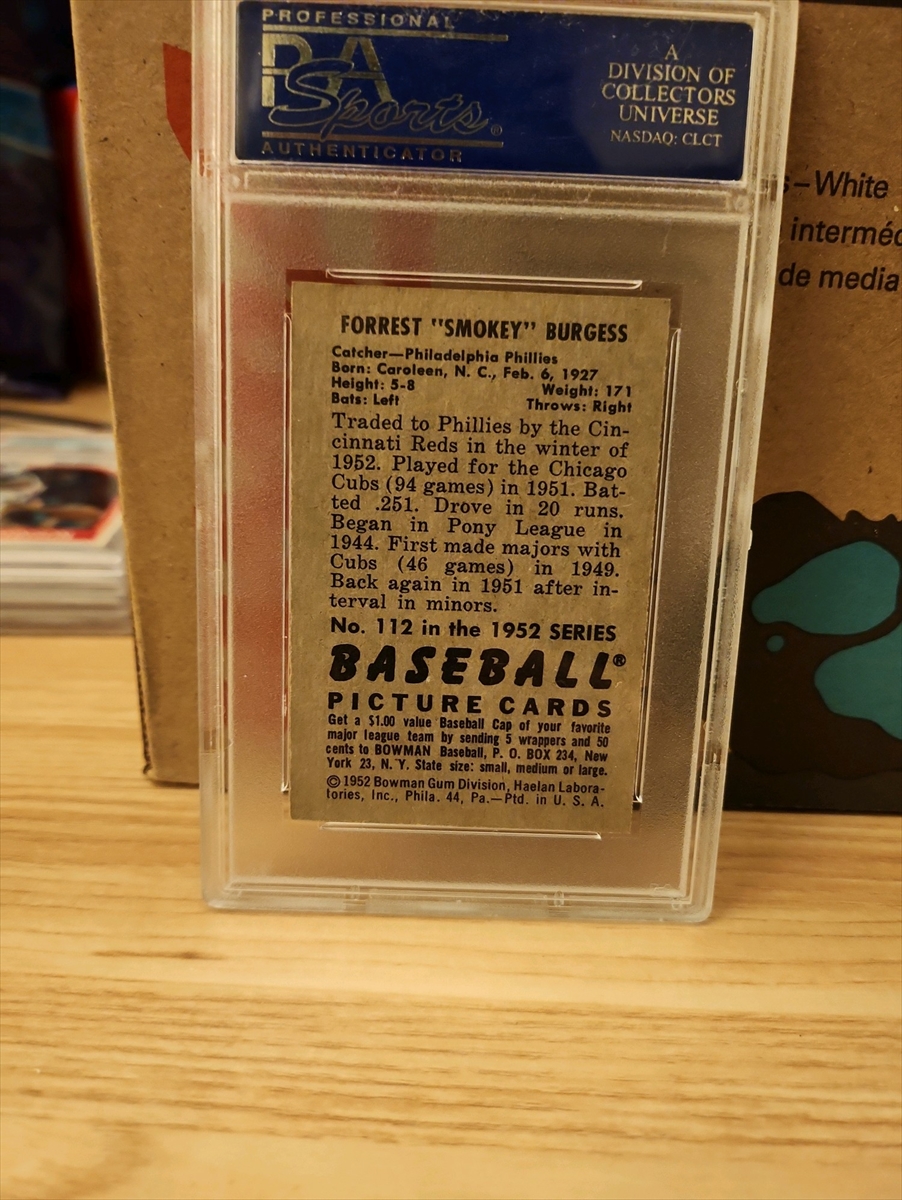 PROFESSIONAL
PSA
Sports®
AUTHENTICATOR
A
DIVISION OF
COLLECTORS
UNIVERSE
NASDAQ: CLCT
–White
interméd
de media
FORREST "SMOKEY" BURGESS
Catcher—Philadelphia Phillies
Born: Caroleen, N. C., Feb. 6, 1927
Height: 5-8 Weight: 171
Bats: Left Throws: Right
Traded to Phillies by the Cin-
cinnati Reds in the winter of
1952. Played for the Chicago
Cubs (94 games) in 1951. Bat-
ted .251. Drove in 20 runs.
Began in Pony League in
1944. First made majors with
Cubs (46 games) in 1949.
Back again in 1951 after in-
terval in minors.
No. 112 in the 1952 SERIES
BASEBALL®
PICTURE CARDS
Get a $1.00 value Baseball Cap of your favorite
major league team by sending 5 wrappers and 50
cents to BOWMAN Baseball, P. O. BOX 234, New
York 23, N. Y. State size: small, medium or large.
©1952 Bowman Gum Division, Haelan Labora-
tories, Inc., Phila. 44, Pa.—Ptd. in U. S. A.